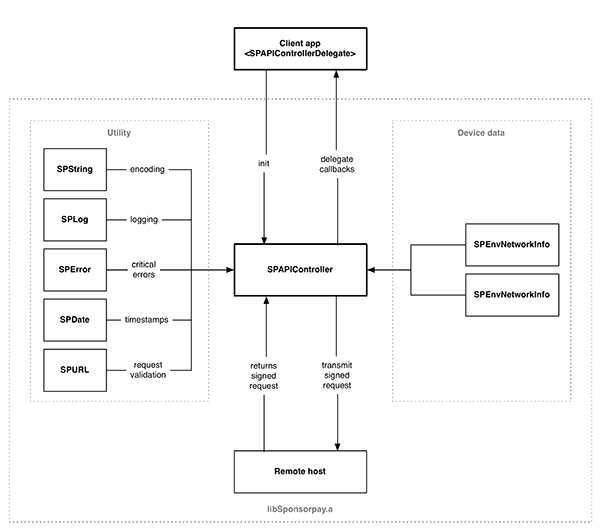 Client app
<SPAPIControllerDelegate>
Utility
Device data
SPString
encoding
init
delegate
callbacks
SPLog
logging
SPError
critical
errors
SPAPIController
SPEnvNetworkInfo
SPEnvNetworkInfo
SPDate
timestamps
SPURL
request
validation
returns
signed
request
transmit
signed
request
Remote host
libSponsorpay.a